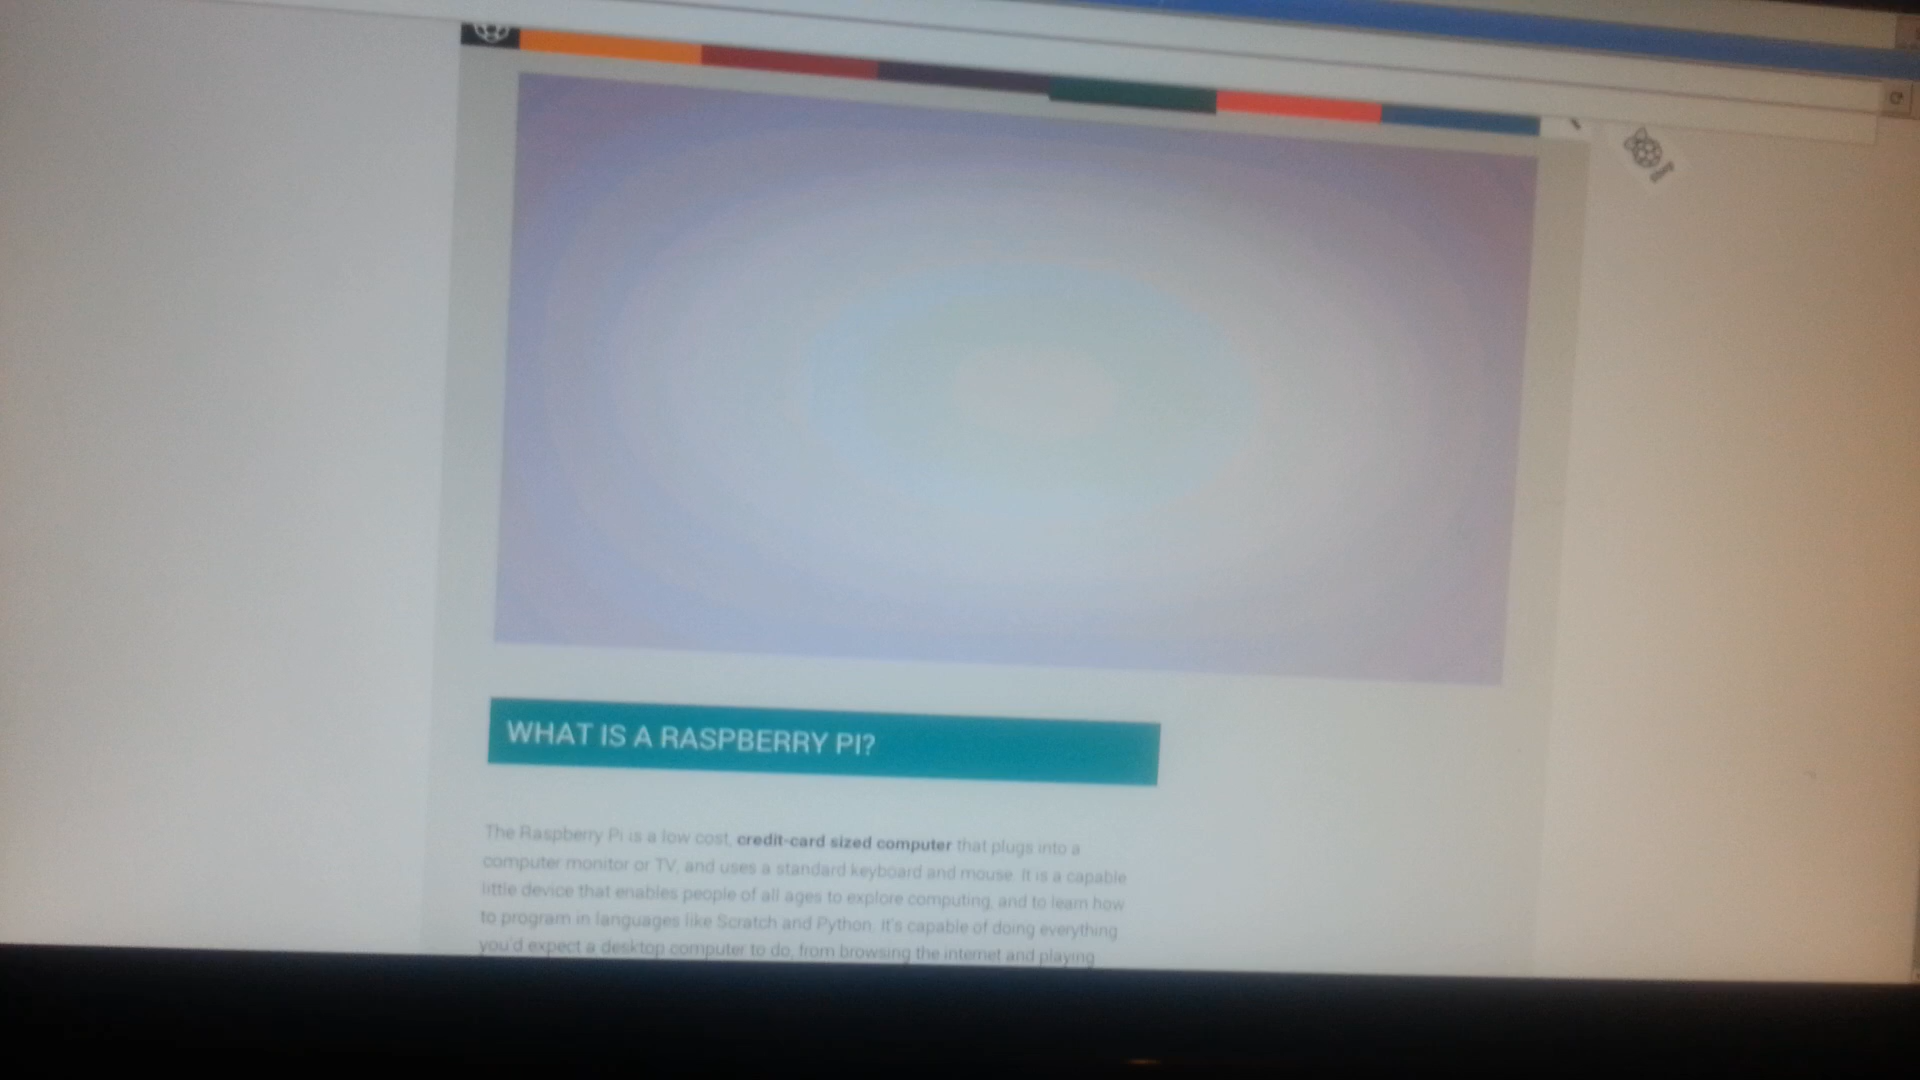 WHAT IS A RASPBERRY PI?
The Raspberry Pi is a low cost, credit-card sized computer that plugs into a
computer monitor or TV, and uses a standard keyboard and mouse. It is a capable
little device that enables people of all ages to explore computing, and to learn how
to program in languages like Scratch and Python. It's capable of doing everything
you'd expect a desktop computer to do, from browsing the internet and playing